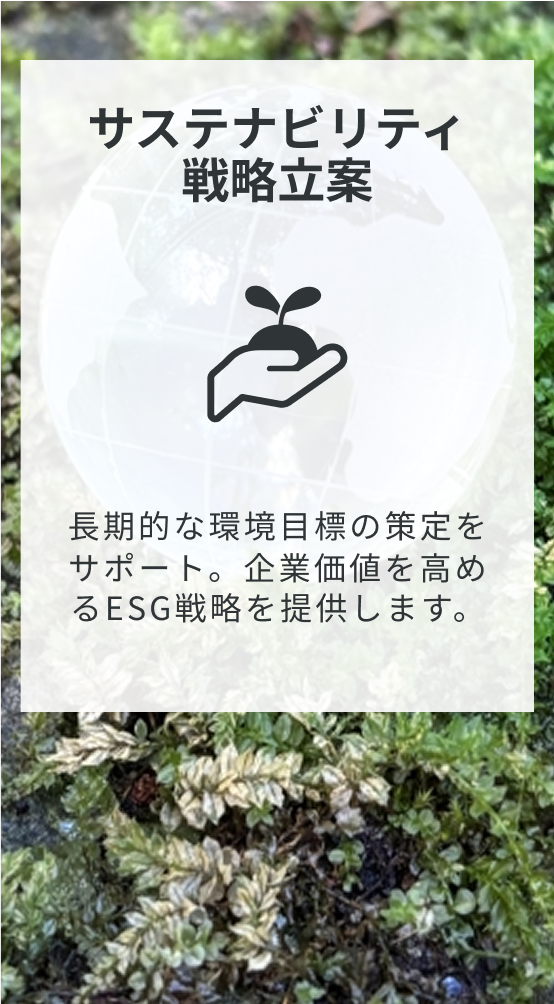 サステナビリティ
戦略立案
長期的な環境目標の策定を
サポート。企業価値を高め
るESG戦略を提供します。